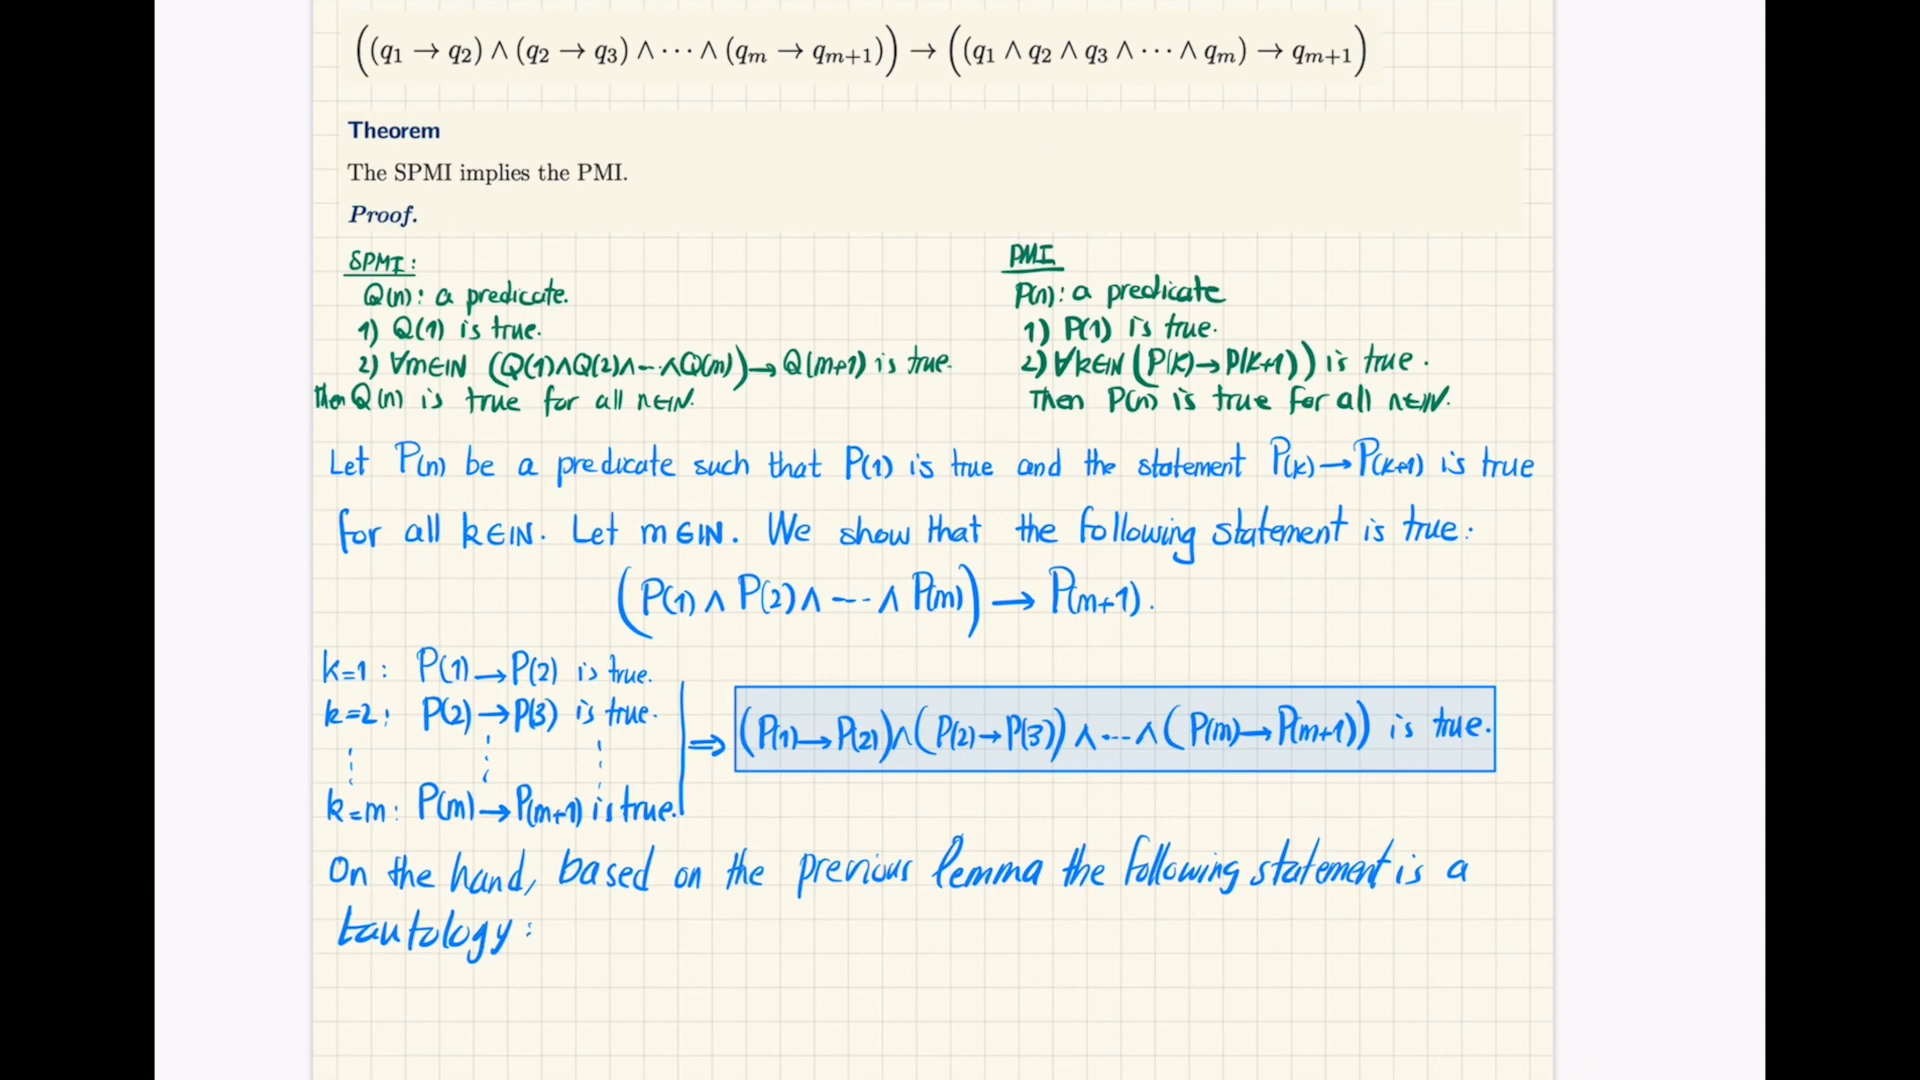 ((q₁ → q₂) ∧ (q₂ → q₃) ∧ ⋯ ∧ (qₘ → qₘ₊₁)) → ((q₁ ∧ q₂ ∧ q₃ ∧ ⋯ ∧ qₘ) → qₘ₊₁)
Theorem
The SPMI implies the PMI.
Proof.
SPMI:
Q(n): a predicate.
1) Q(1) is true.
2) ∀m∈ℕ (Q(1)∧Q(2)∧--∧Q(m))→Q(m+1) is true.
then Q(n) is true for all n∈ℕ.
PMI
P(n): a predicate
1) P(1) is true.
2) ∀k∈ℕ (P(k)→P(k+1)) is true.
Then P(n) is true for all n∈ℕ.
Let P(n) be a predicate such that P(1) is true and the statement P(k)→P(k+1) is true
for all k∈ℕ. Let m∈ℕ. We show that the following statement is true:
(P(1)∧P(2)∧---∧P(m))→P(m+1).
k=1: P(1)→P(2) is true.
k=2: P(2)→P(3) is true.
k=m: P(m)→P(m+1) is true.
⇒ (P(1)→P(2))∧(P(2)→P(3))∧---∧(P(m)→P(m+1)) is true.
On the hand, based on the previous lemma the following statement is a
tautology: